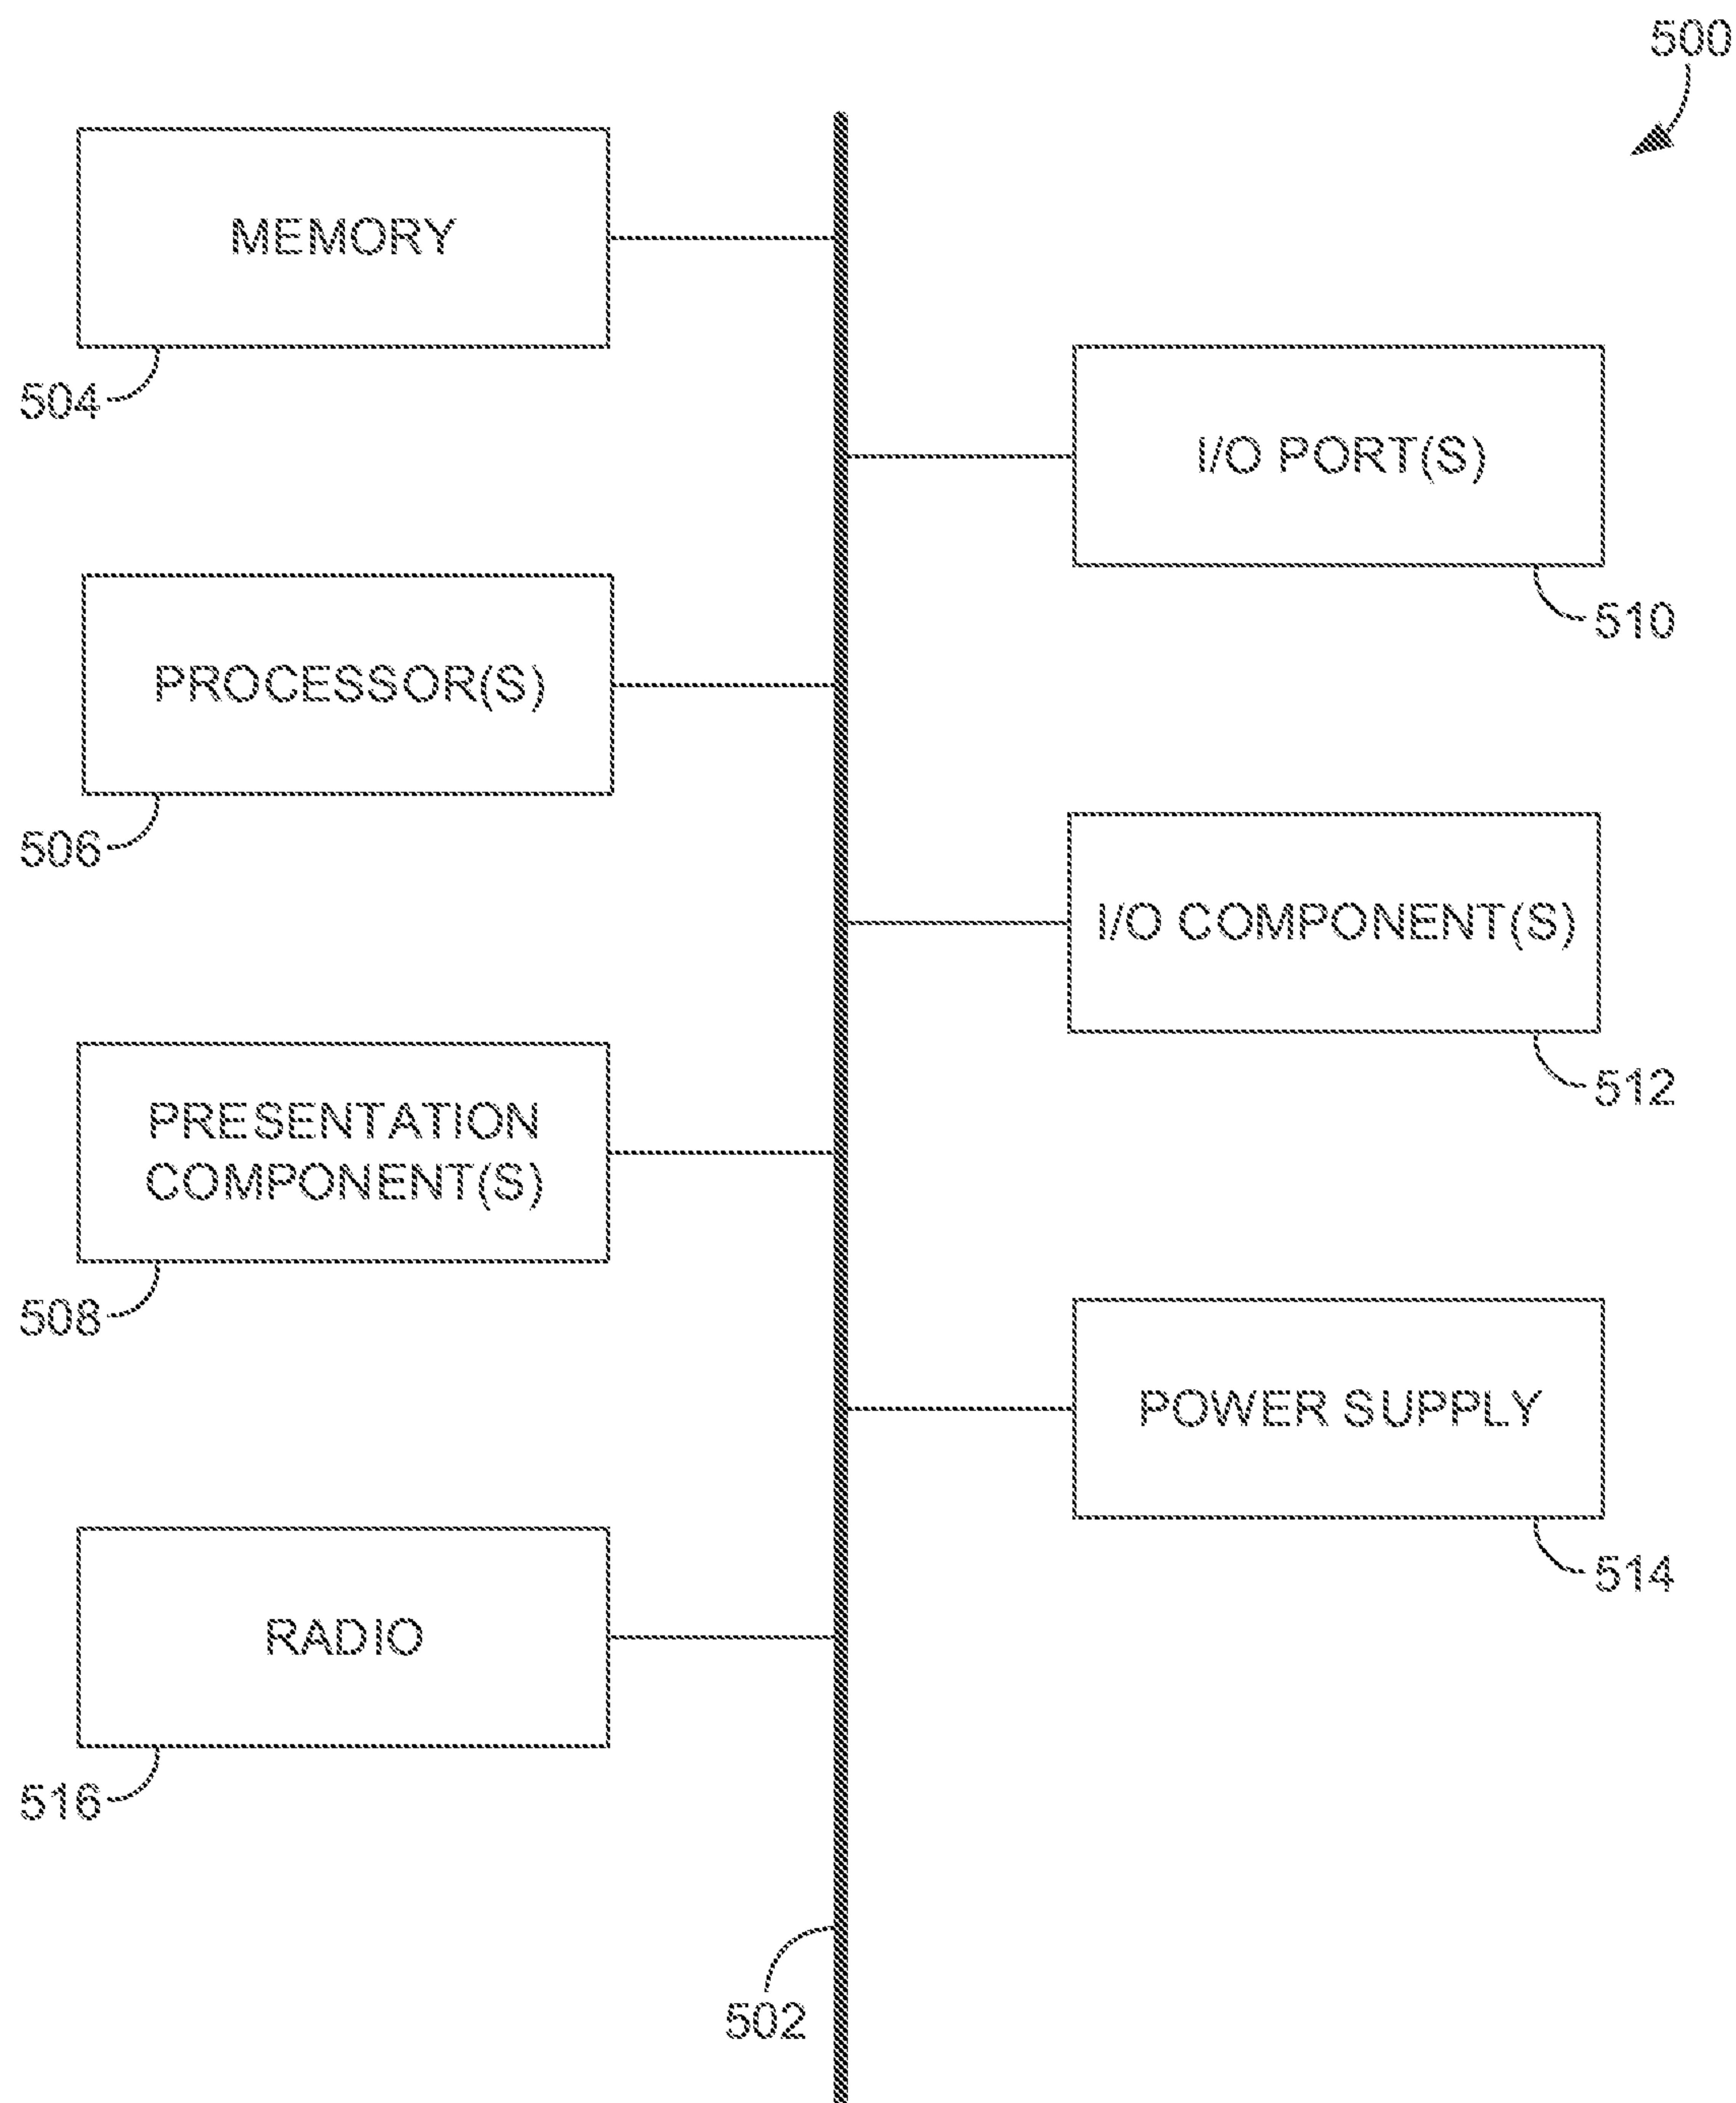 500
MEMORY
504
I/O PORT(S)
510
PROCESSOR(S)
506
I/O COMPONENT(S)
512
PRESENTATION
COMPONENT(S)
508
POWER SUPPLY
514
RADIO
516
502